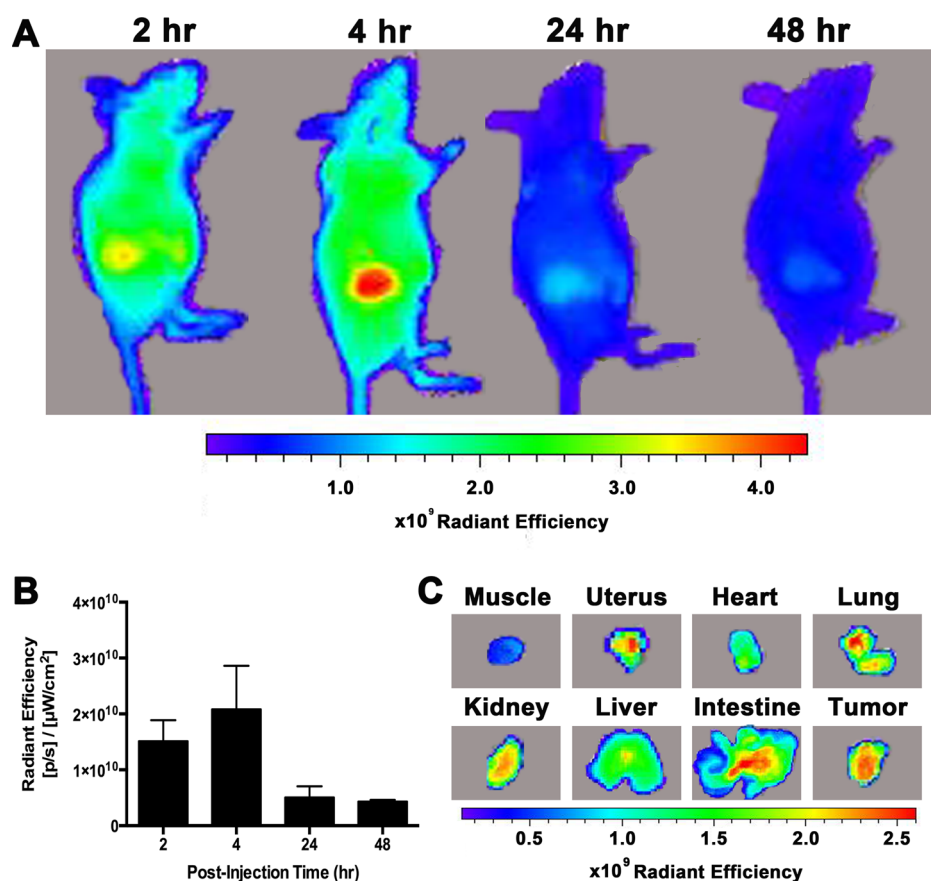 A
2 hr 4 hr 24 hr 48 hr
1.0 2.0 3.0 4.0
x10⁹ Radiant Efficiency
B
Radiant Efficiency
[p/s] / [µW/cm²]
4×10¹⁰
3×10¹⁰
2×10¹⁰
1×10¹⁰
0
2 4 24 48
Post-Injection Time (hr)
C
Muscle Uterus Heart Lung
Kidney Liver Intestine Tumor
0.5 1.0 1.5 2.0 2.5
x10⁹ Radiant Efficiency